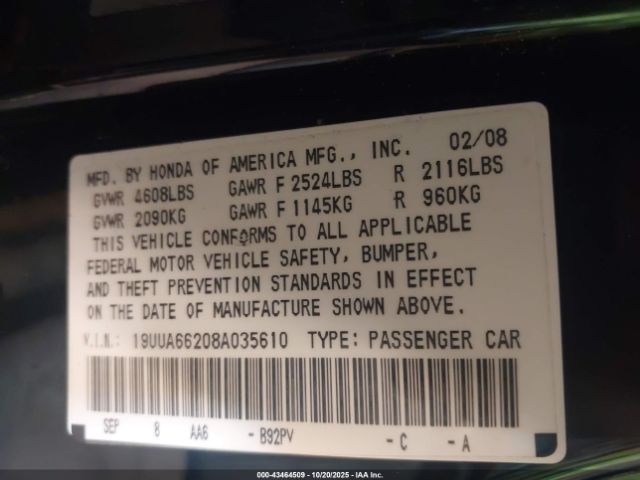 MFD. BY HONDA OF AMERICA MFG., INC. 02/08
GVWR 4608LBS GAWR F 2524LBS R 2116LBS
GVWR 2090KG GAWR F 1145KG R 960KG
THIS VEHICLE CONFORMS TO ALL APPLICABLE
FEDERAL MOTOR VEHICLE SAFETY, BUMPER,
AND THEFT PREVENTION STANDARDS IN EFFECT
ON THE DATE OF MANUFACTURE SHOWN ABOVE.
V.I.N.: 19UUA66208A035610 TYPE: PASSENGER CAR
SEP 8 AA6 - B92PV - C - A
000-43464509 - 10/20/2025 - IAA Inc.